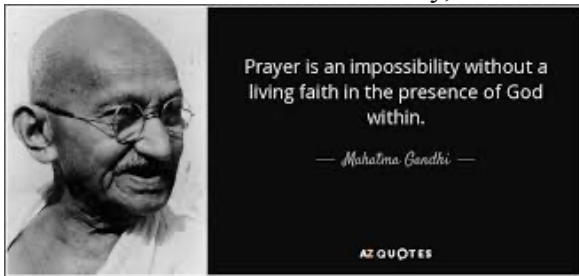 Prayer is an impossibility without a
living faith in the presence of God
within.
— Mahatma Gandhi —
AZ QUOTES